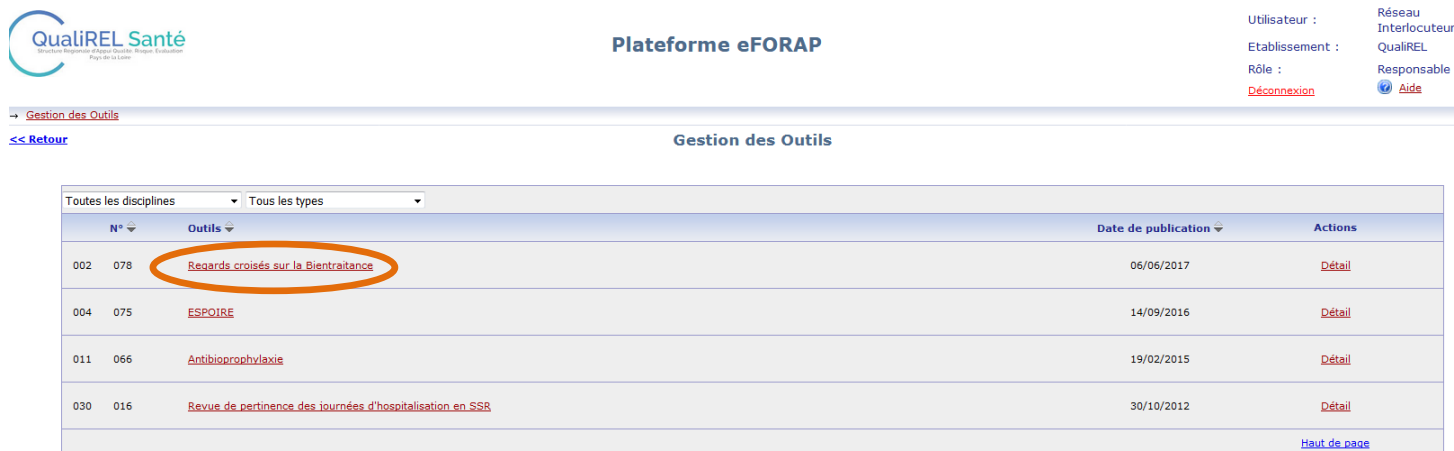 QualiREL Santé
Structure Régionale d'Appui Qualité Risque Evaluation
Pays de la Loire
Plateforme eFORAP
Utilisateur : Réseau Interlocuteur
Etablissement : QualiREL
Rôle : Responsable
Déconnexion Aide
→ Gestion des Outils
<< Retour Gestion des Outils
Toutes les disciplines Tous les types
N° Outils Date de publication Actions
002 078 Regards croisés sur la Bientraitance 06/06/2017 Détail
004 075 ESPOIRE 14/09/2016 Détail
011 066 Antibioprophylaxie 19/02/2015 Détail
030 016 Revue de pertinence des journées d'hospitalisation en SSR 30/10/2012 Détail
Haut de page